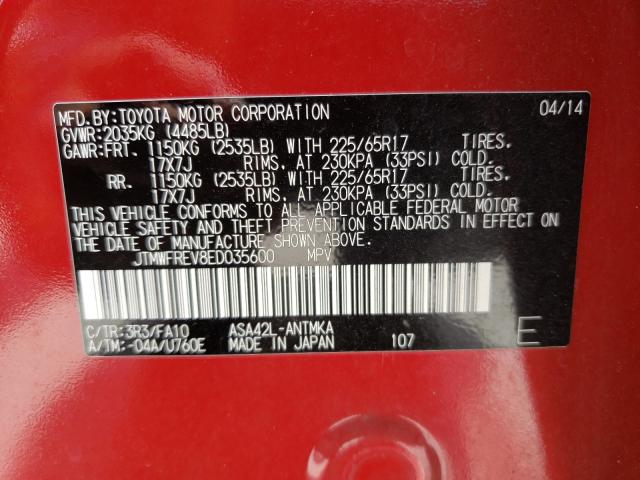 MFD.BY:TOYOTA MOTOR CORPORATION 04/14
GVWR:2035KG (4485LB)
GAWR:FRT. 1150KG (2535LB) WITH 225/65R17 TIRES.
17X7J RIMS, AT 230KPA (33PSI) COLD.
RR. 1150KG (2535LB) WITH 225/65R17 TIRES.
17X7J RIMS, AT 230KPA (33PSI) COLD.
THIS VEHICLE CONFORMS TO ALL APPLICABLE FEDERAL MOTOR
VEHICLE SAFETY AND THEFT PREVENTION STANDARDS IN EFFECT ON
THE DATE OF MANUFACTURE SHOWN ABOVE.
JTMWFREV8ED035600 MPV
C/TR:3R3/FA10 ASA42L-ANTMKA
A/TM:-04A/U760E MADE IN JAPAN 107 E